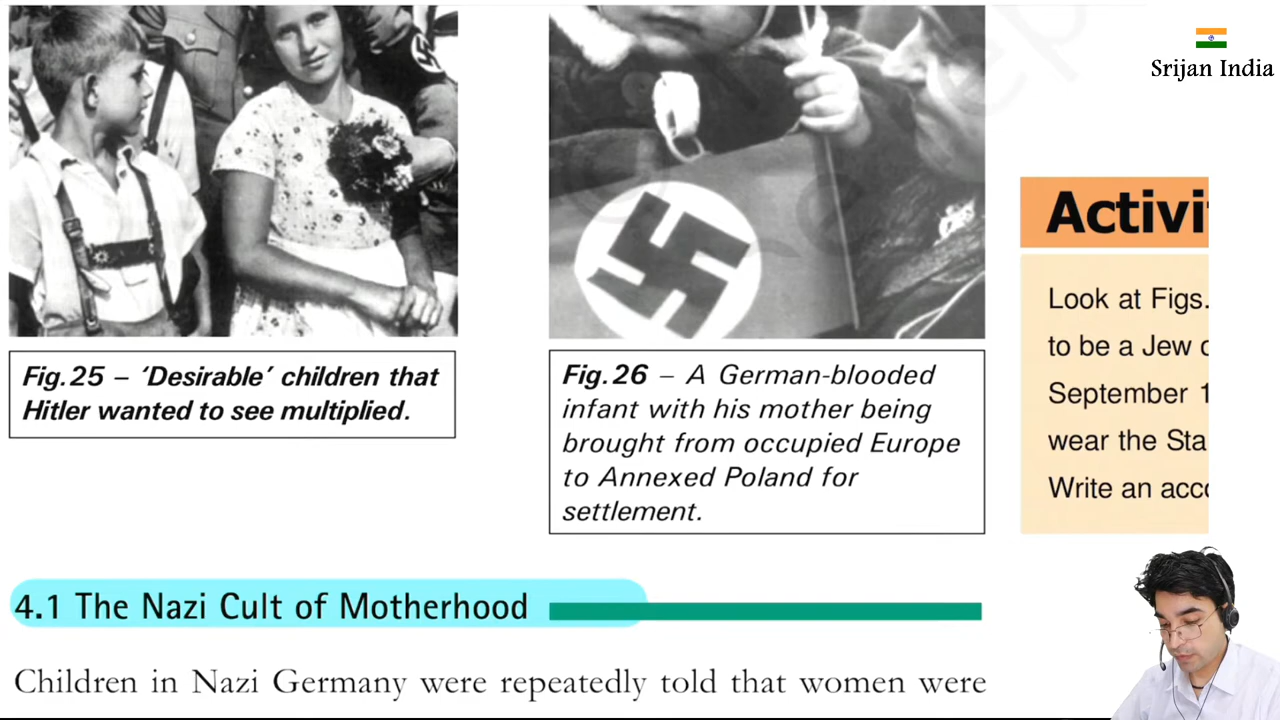 Srijan India
Activi
Look at Figs.
to be a Jew
September 1
wear the Sta
Write an acc
Fig.25 – ‘Desirable’ children that
Hitler wanted to see multiplied.
Fig.26 – A German-blooded
infant with his mother being
brought from occupied Europe
to Annexed Poland for
settlement.
4.1 The Nazi Cult of Motherhood
Children in Nazi Germany were repeatedly told that women were